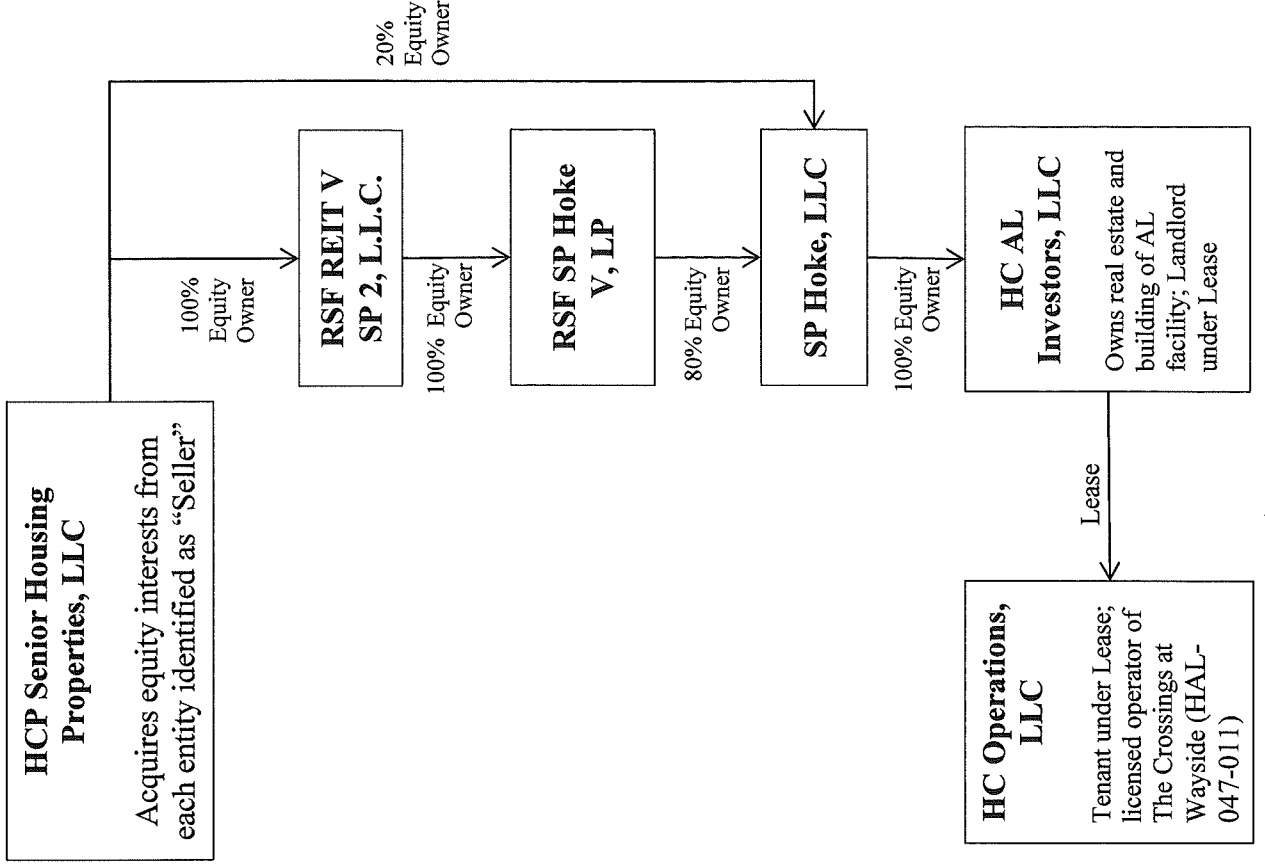 HCP Senior Housing
Properties, LLC
Acquires equity interests from
each entity identified as “Seller”
100%
Equity
Owner
20%
Equity
Owner
RSF REIT V
SP 2, L.L.C.
100% Equity
Owner
RSF SP Hoke
V, LP
80% Equity
Owner
SP Hoke, LLC
100% Equity
Owner
HC AL
Investors, LLC
Owns real estate and
building of AL
facility; Landlord
under Lease
Lease
HC Operations,
LLC
Tenant under Lease;
licensed operator of
The Crossings at
Wayside (HAL-
047-011)